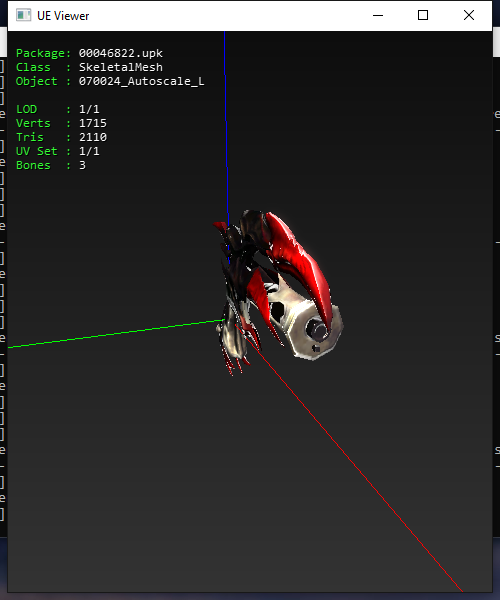 UE Viewer
Package: 00046822.upk
Class : SkeletalMesh
Object : 070024_Autoscale_L
LOD : 1/1
Verts : 1715
Tris : 2110
UV Set : 1/1
Bones : 3